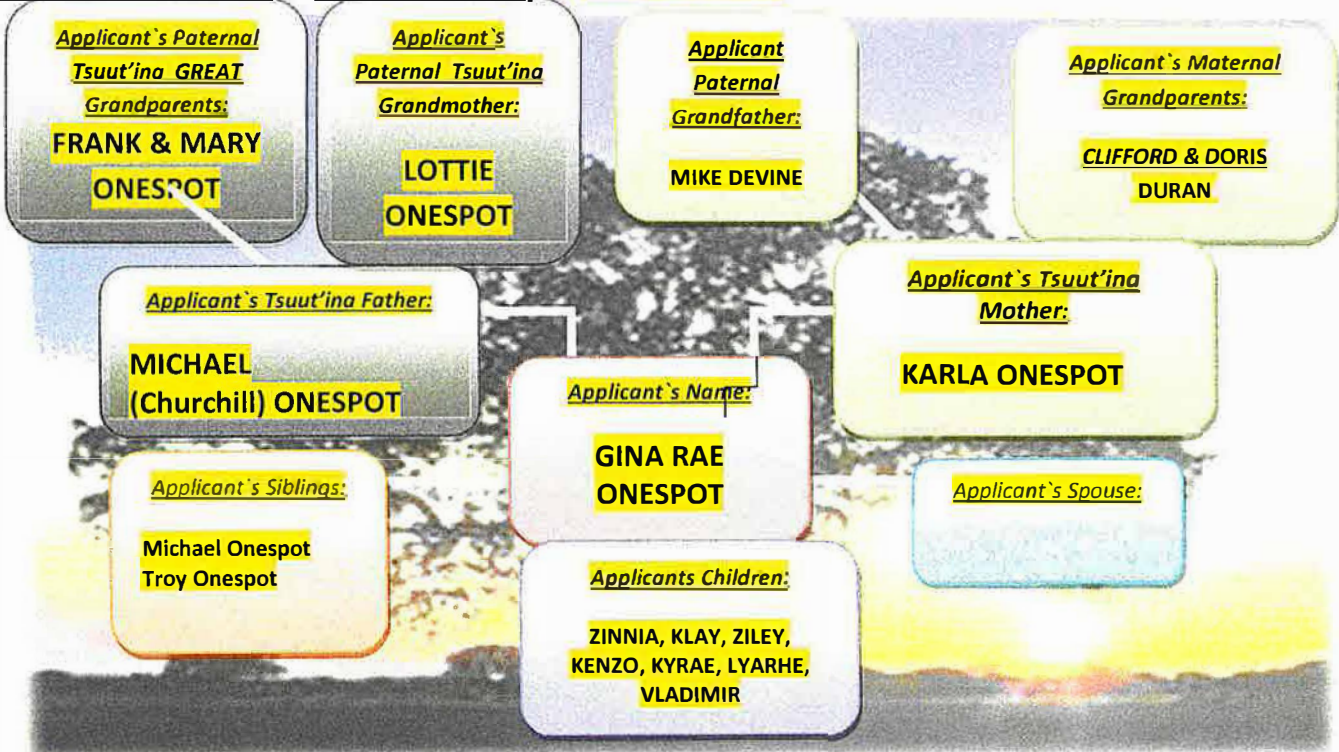 Applicant`s Paternal
Tsuut'ina GREAT
Grandparents:
FRANK & MARY
ONESPOT
Applicant`s
Paternal Tsuut'ina
Grandmother:
LOTTIE
ONESPOT
Applicant
Paternal
Grandfather:
MIKE DEVINE
Applicant`s Maternal
Grandparents:
CLIFFORD & DORIS
DURAN
Applicant`s Tsuut'ina Father:
MICHAEL
(Churchill) ONESPOT
Applicant`s Tsuut'ina
Mother:
KARLA ONESPOT
Applicant`s Name:
GINA RAE
ONESPOT
Applicant`s Siblings:
Michael Onespot
Troy Onespot
Applicant`s Spouse:
Applicants Children:
ZINNIA, KLAY, ZILEY,
KENZO, KYRAE, LYARHE,
VLADIMIR